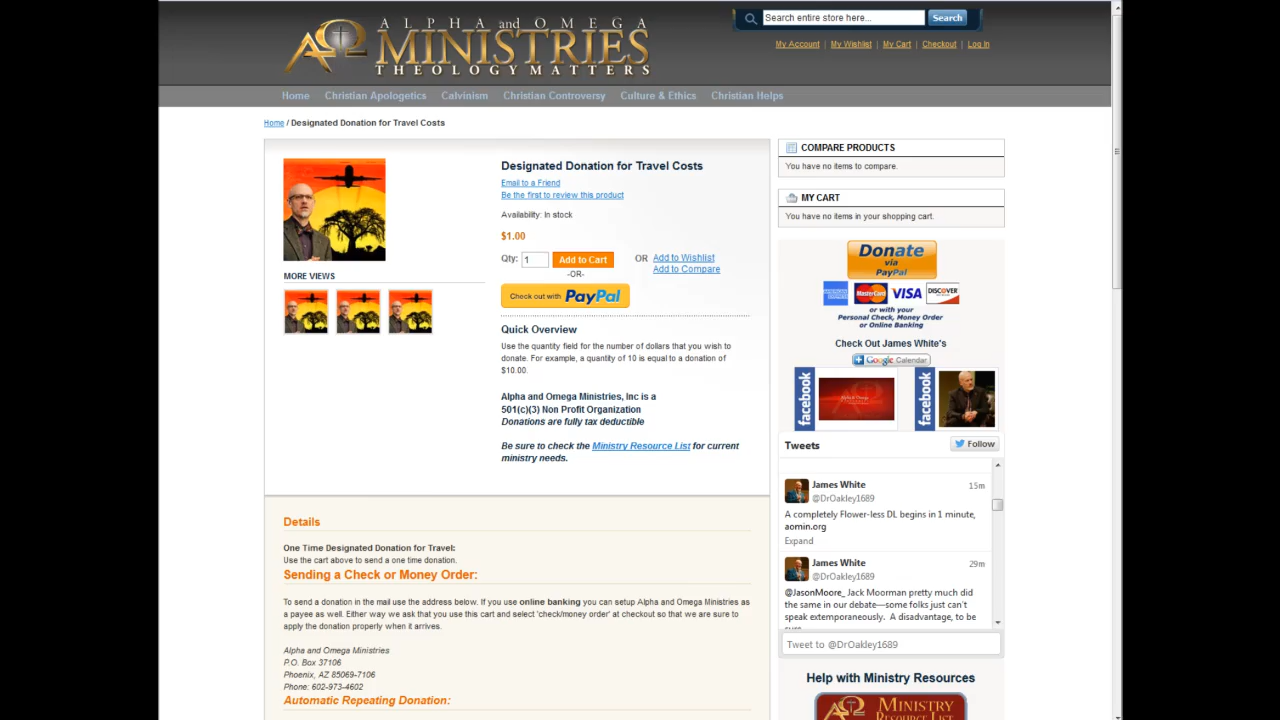 ALPHA and OMEGA
MINISTRIES
THEOLOGY MATTERS
Search entire store here...
Search
My Account | My Wishlist | My Cart | Checkout | Log In
Home Christian Apologetics Calvinism Christian Controversy Culture & Ethics Christian Helps
Home / Designated Donation for Travel Costs
MORE VIEWS
Designated Donation for Travel Costs
Email to a Friend
Be the first to review this product
Availability: In stock
$1.00
Qty: 1 Add to Cart OR Add to Wishlist
-OR- Add to Compare
Check out with PayPal
Quick Overview
Use the quantity field for the number of dollars that you wish to
donate. For example, a quantity of 10 is equal to a donation of
$10.00.
Alpha and Omega Ministries, Inc is a
501(c)(3) Non Profit Organization
Donations are fully tax deductible
Be sure to check the Ministry Resource List for current
ministry needs.
Details
One Time Designated Donation for Travel:
Use the cart above to send a one time donation.
Sending a Check or Money Order:
To send a donation in the mail use the address below. If you use online banking you can setup Alpha and Omega Ministries as
a payee as well. Either way we ask that you use this cart and select 'check/money order' at checkout so that we are sure to
apply the donation properly when it arrives.
Alpha and Omega Ministries
P.O. Box 37106
Phoenix, AZ 85069-7106
Phone: 602-973-4602
Automatic Repeating Donation:
COMPARE PRODUCTS
You have no items to compare.
MY CART
You have no items in your shopping cart.
Donate
via
PayPal
MasterCard VISA DISCOVER
or with your
Personal Check, Money Order
or Online Banking
Check Out James White's
Google Calendar
facebook
facebook
Tweets
Follow
James White 15m
@DrOakley1689
A completely Flower-less DL begins in 1 minute,
aomin.org
Expand
James White 29m
@DrOakley1689
@JasonMoore_ Jack Moorman pretty much did
the same in our debate—some folks just can't
speak extemporaneously. A disadvantage, to be
sure
Tweet to @DrOakley1689
Help with Ministry Resources
MINISTRY
RESOURCE LIST